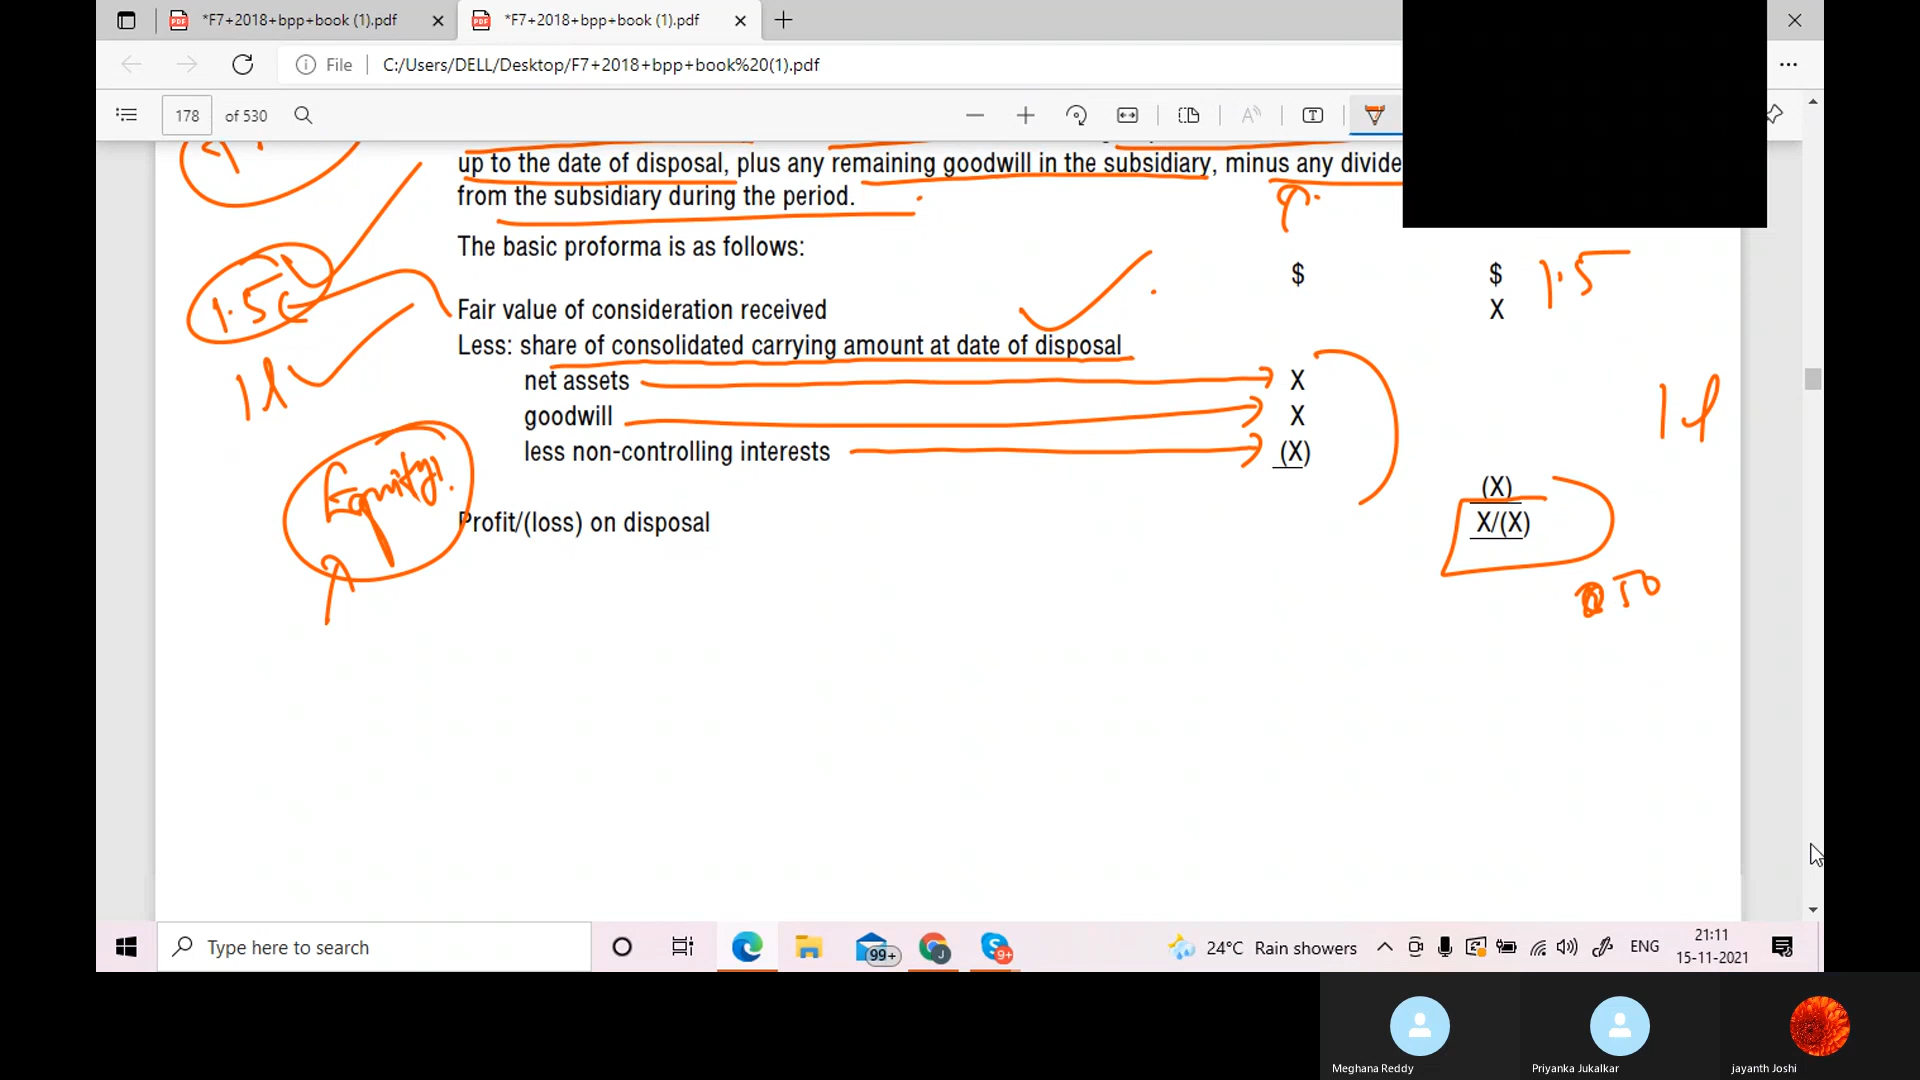 *F7+2018+bpp+book (1).pdf
*F7+2018+bpp+book (1).pdf
File
C:/Users/DELL/Desktop/F7+2018+bpp+book%20(1).pdf
178 of 530
up to the date of disposal, plus any remaining goodwill in the subsidiary, minus any divide
from the subsidiary during the period.
The basic proforma is as follows:
$ $ 1.5
Fair value of consideration received X
Less: share of consolidated carrying amount at date of disposal
net assets X
goodwill X
less non-controlling interests (X)
(X)
Profit/(loss) on disposal X/(X)
1.5
Equity
50
Type here to search
99+
9+
24°C Rain showers
ENG
21:11
15-11-2021
Meghana Reddy
Priyanka Jukalkar
jayanth Joshi